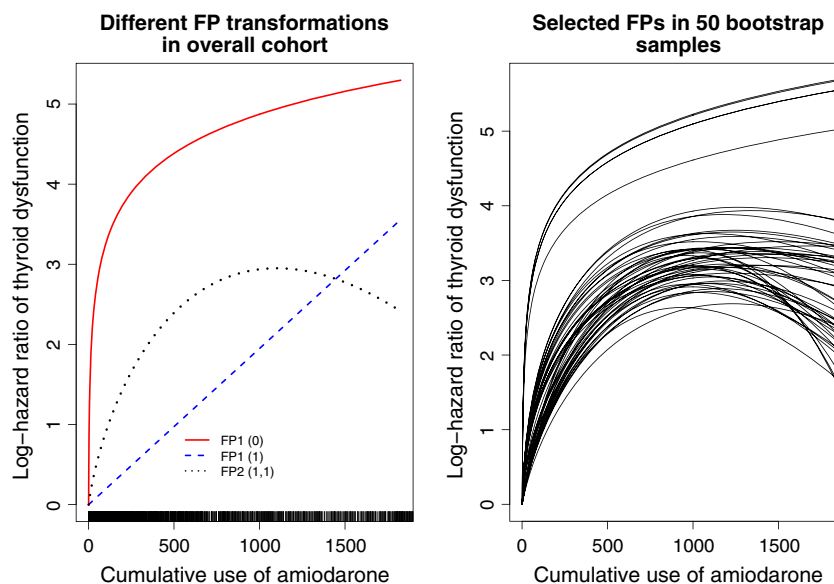 Different FP transformations
in overall cohort
Log−hazard ratio of thyroid dysfunction
5
4
3
2
1
0
FP1 (0)
FP1 (1)
FP2 (1,1)
0
500
1000
1500
Cumulative use of amiodarone
Selected FPs in 50 bootstrap
samples
Log−hazard ratio of thyroid dysfunction
5
4
3
2
1
0
0
500
1000
1500
Cumulative use of amiodarone